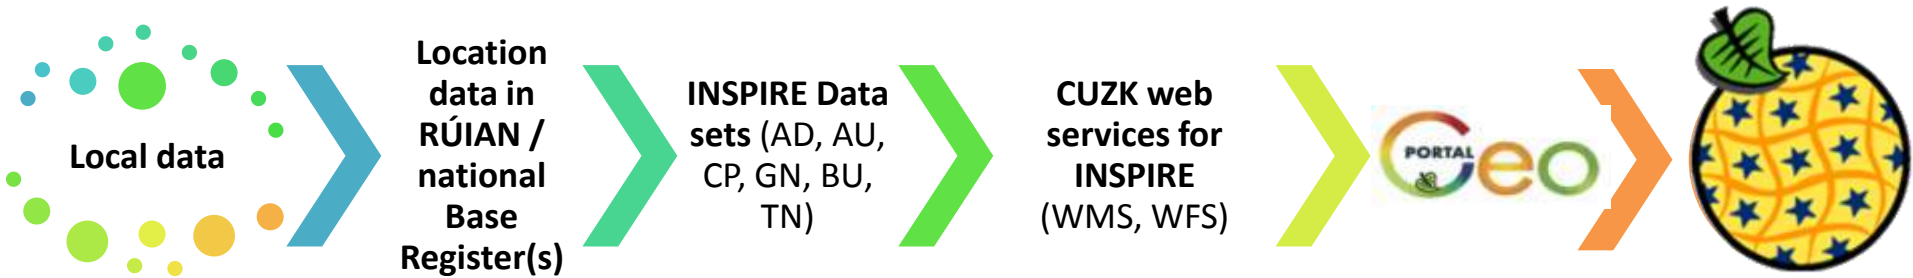 Local data
Location
data in
RÚIAN /
national
Base
Register(s)
INSPIRE Data
sets (AD, AU,
CP, GN, BU,
TN)
CUZK web
services for
INSPIRE
(WMS, WFS)
PORTAL
Geo